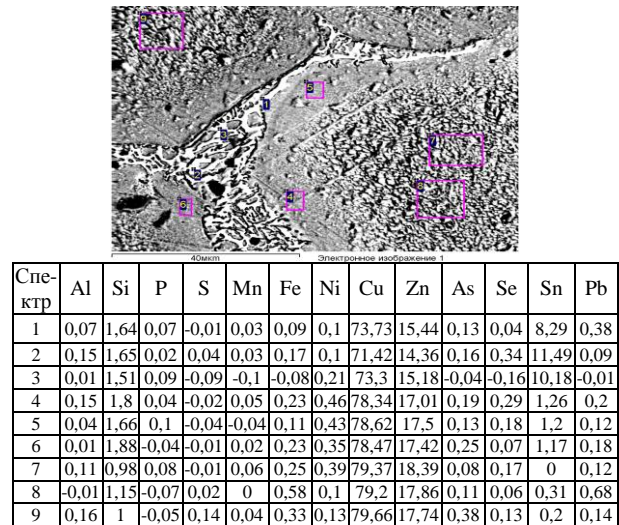 40мкм Электронное изображение 1
Спектр Al Si P S Mn Fe Ni Cu Zn As Se Sn Pb
1 0,07 1,64 0,07 -0,01 0,03 0,09 0,1 73,73 15,44 0,13 0,04 8,29 0,38
2 0,15 1,65 0,02 0,04 0,03 0,17 0,1 71,42 14,36 0,16 0,34 11,49 0,09
3 0,01 1,51 0,09 -0,09 -0,1 -0,08 0,21 73,3 15,18 -0,04 -0,16 10,18 -0,01
4 0,15 1,8 0,04 -0,02 0,05 0,23 0,46 78,34 17,01 0,19 0,29 1,26 0,2
5 0,04 1,66 0,1 -0,04 -0,04 0,11 0,43 78,62 17,5 0,13 0,18 1,2 0,12
6 0,01 1,88 -0,04 -0,01 0,02 0,23 0,35 78,47 17,42 0,25 0,07 1,17 0,18
7 0,11 0,98 0,08 -0,01 0,06 0,25 0,39 79,37 18,39 0,08 0,17 0 0,12
8 -0,01 1,15 -0,07 0,02 0 0,58 0,1 79,2 17,86 0,11 0,06 0,31 0,68
9 0,16 1 -0,05 0,14 0,04 0,33 0,13 79,66 17,74 0,38 0,13 0,2 0,14